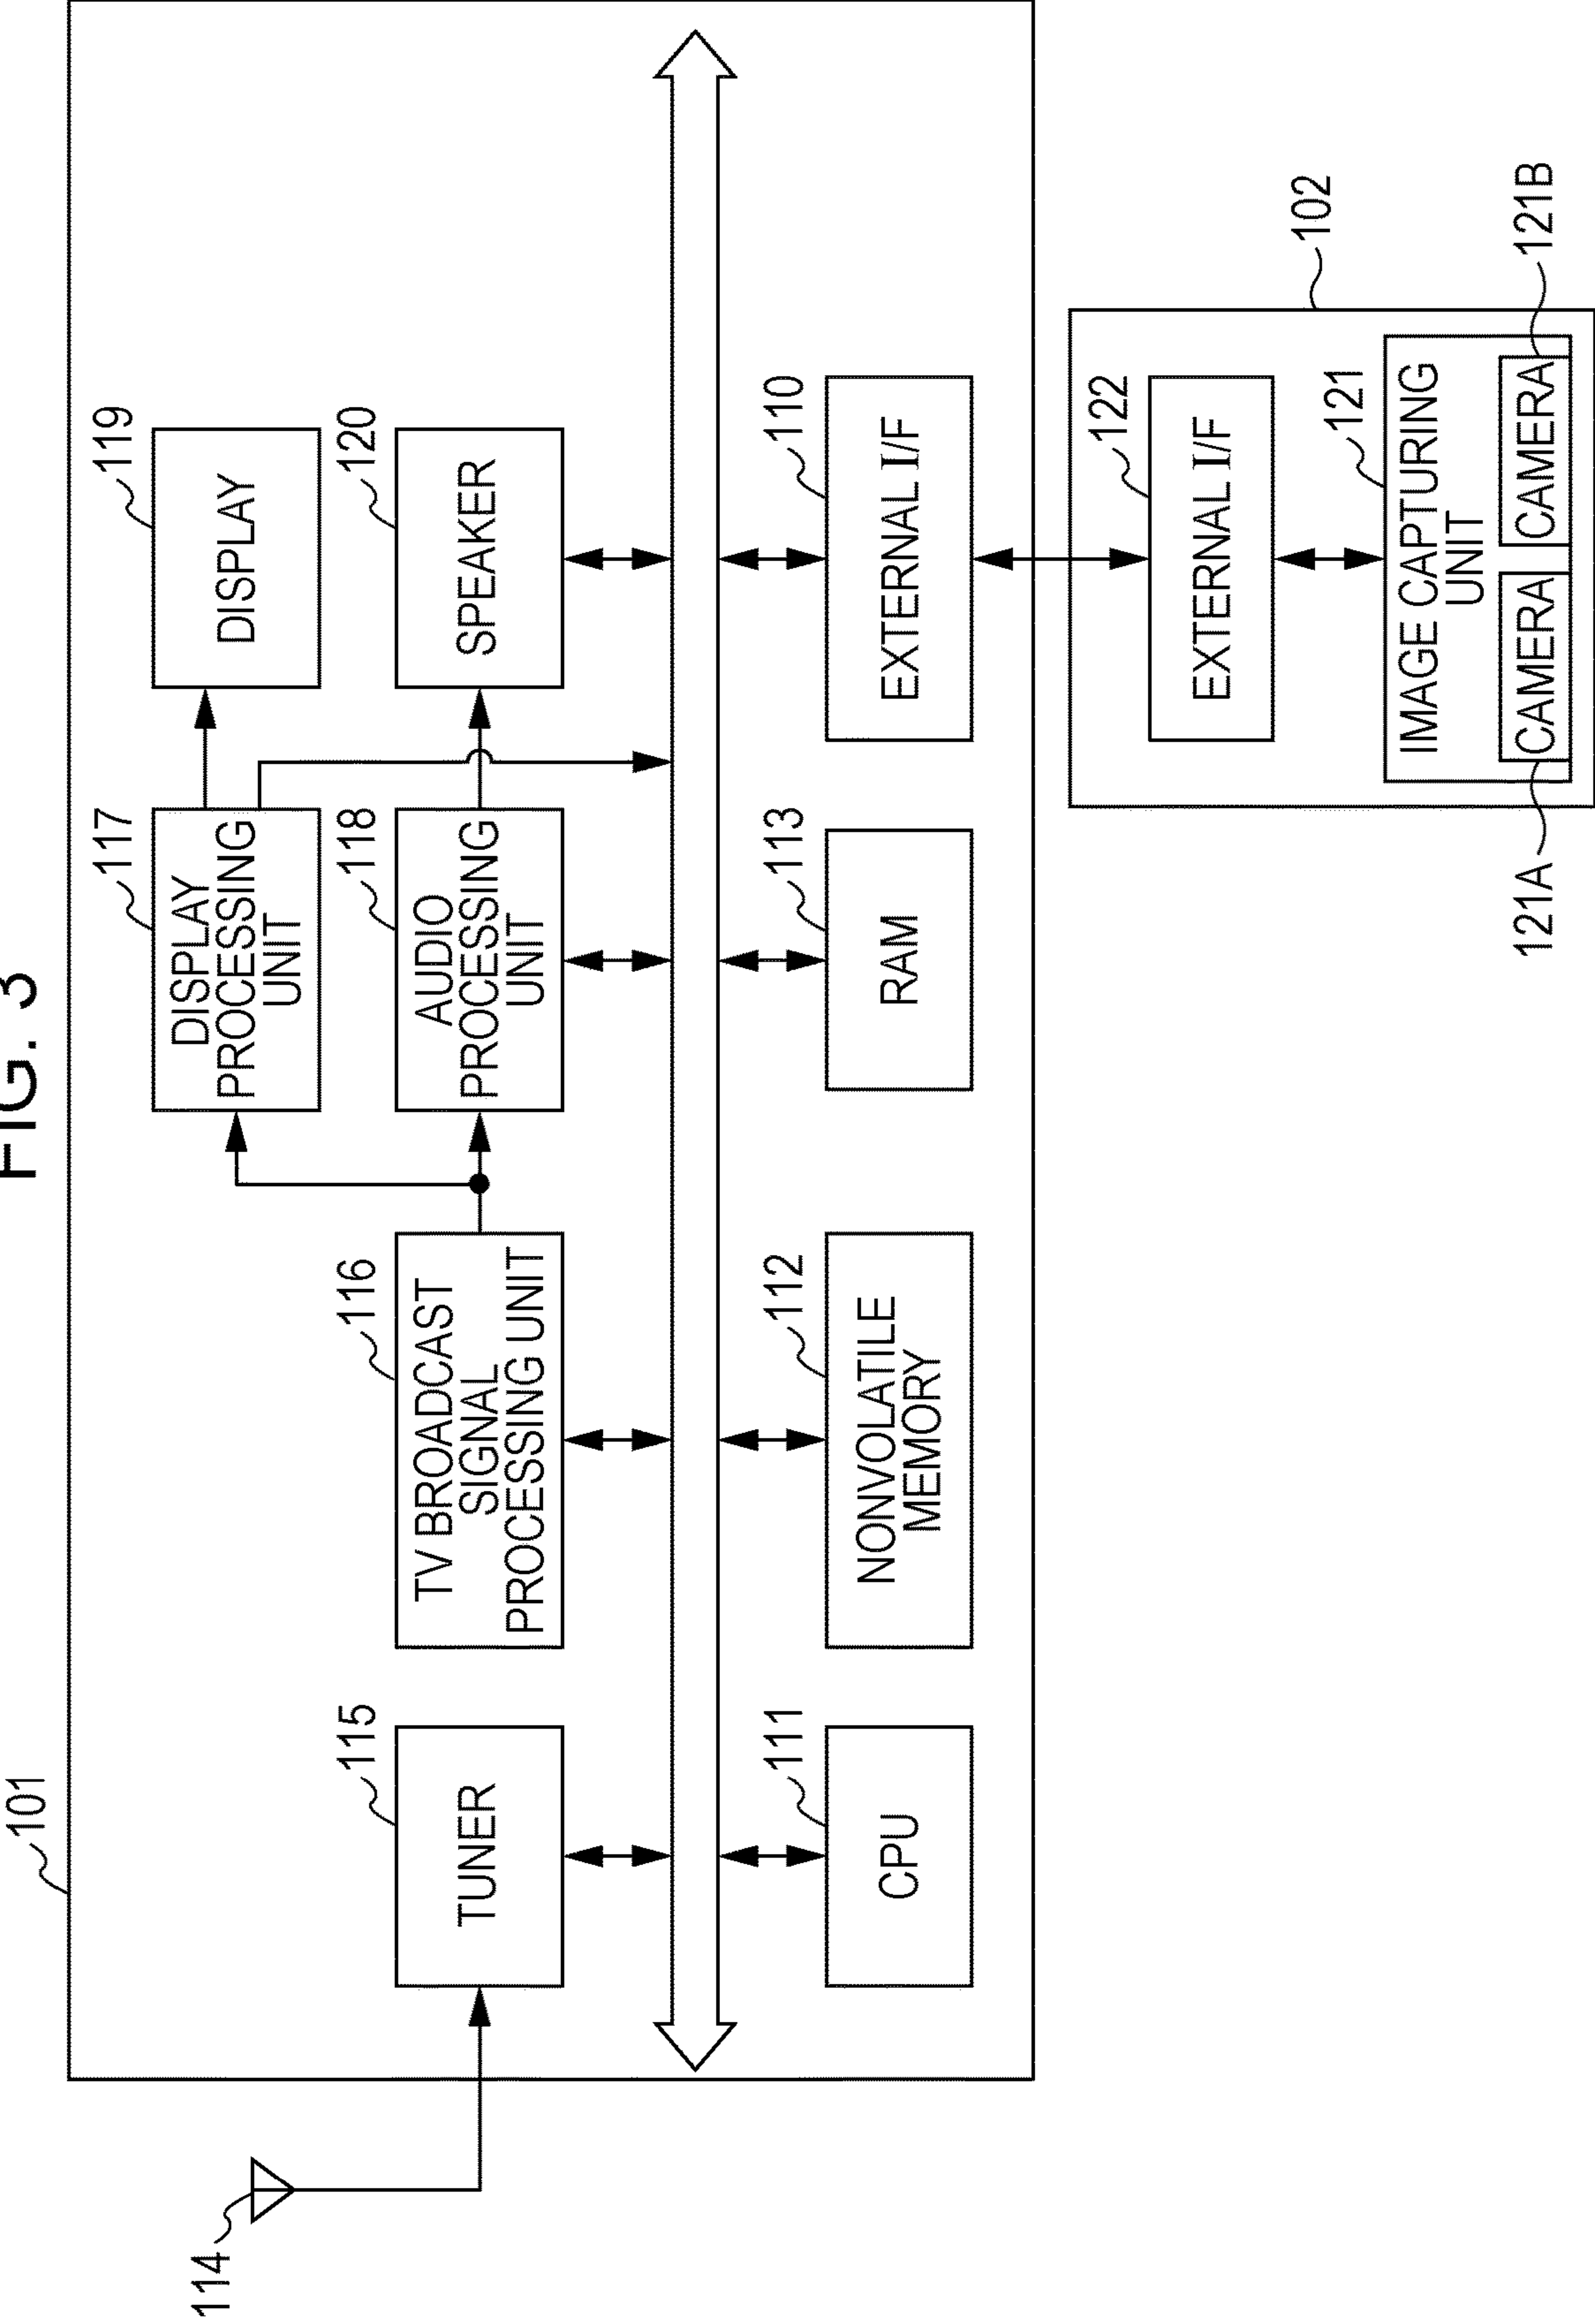 FIG. 3
101
119
DISPLAY
117
DISPLAY
PROCESSING
UNIT
120
SPEAKER
118
AUDIO
PROCESSING
UNIT
116
TV BROADCAST
SIGNAL
PROCESSING UNIT
115
TUNER
114
111
CPU
112
NONVOLATILE
MEMORY
113
RAM
110
EXTERNAL I/F
102
122
EXTERNAL I/F
121
IMAGE CAPTURING
UNIT
CAMERA
CAMERA
121A
121B